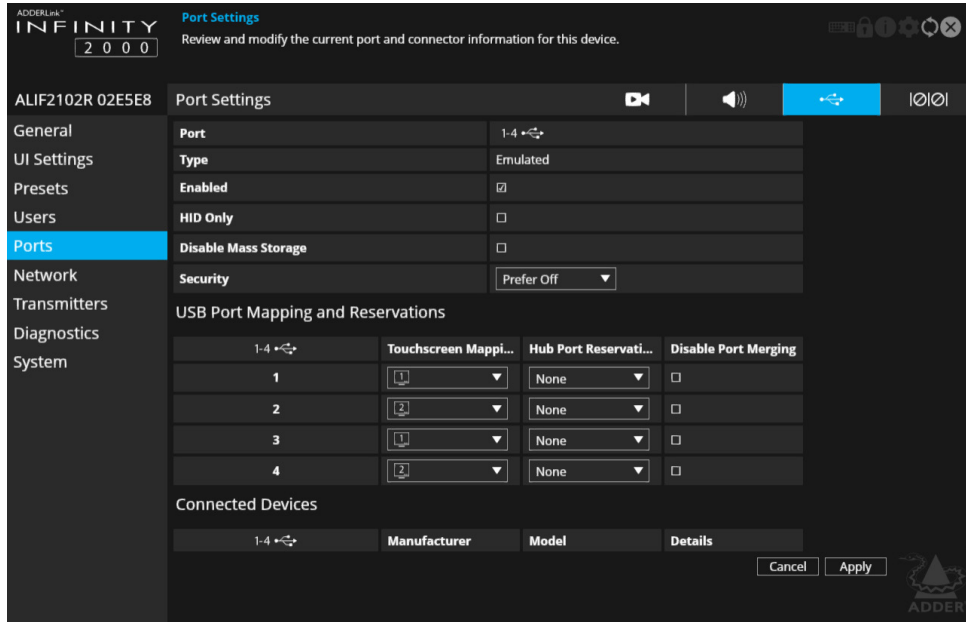 ADDERLink™
INFINITY
2000
Port Settings
Review and modify the current port and connector information for this device.
ALIF2102R 02E5E8
Port Settings
General
UI Settings
Presets
Users
Ports
Network
Transmitters
Diagnostics
System
Port 1-4
Type Emulated
Enabled
HID Only
Disable Mass Storage
Security Prefer Off
USB Port Mapping and Reservations
1-4 Touchscreen Mappi... Hub Port Reservati... Disable Port Merging
1 1 None
2 2 None
3 1 None
4 2 None
Connected Devices
1-4 Manufacturer Model Details
Cancel Apply
ADDER